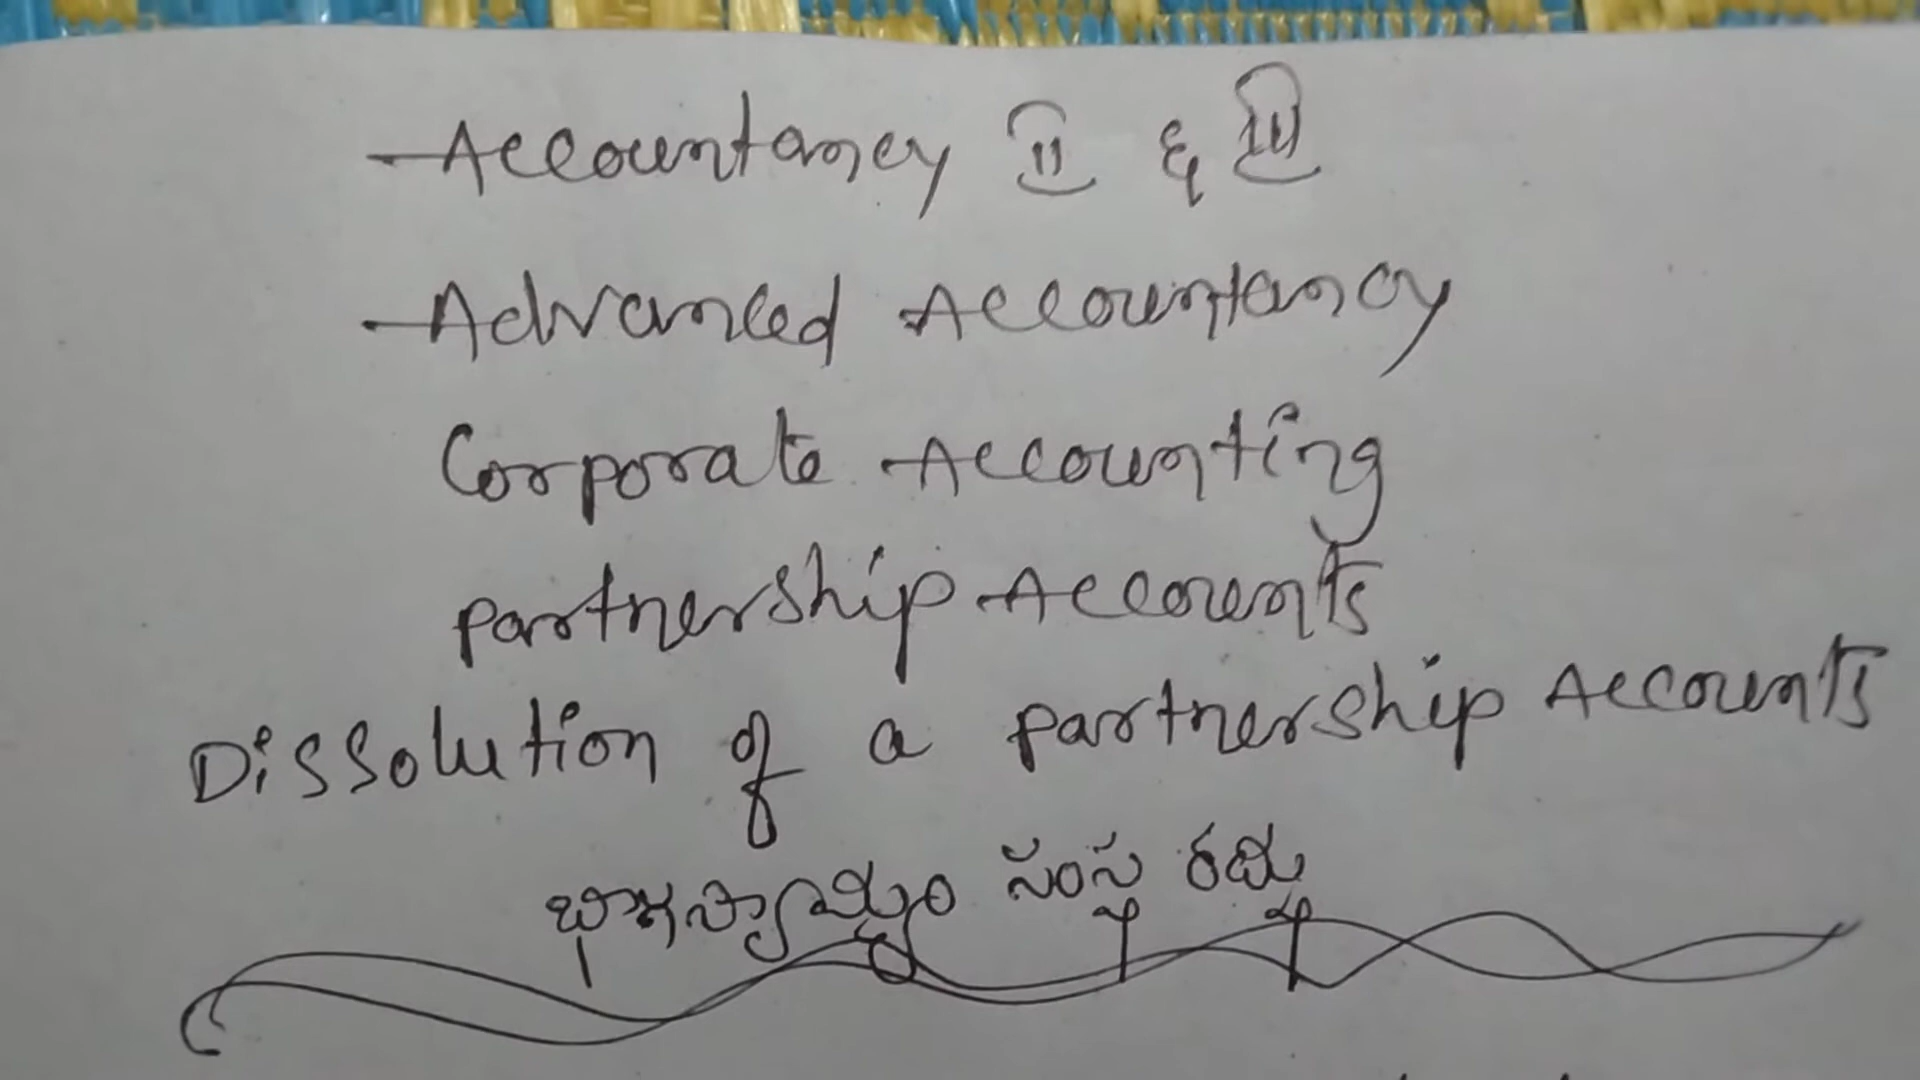 Accountancy II & III
Advanced Accountancy
Corporate Accounting
Partnership Accounts
Dissolution of a partnership Accounts
భాగస్వామ్యం సంస్థ రద్దు